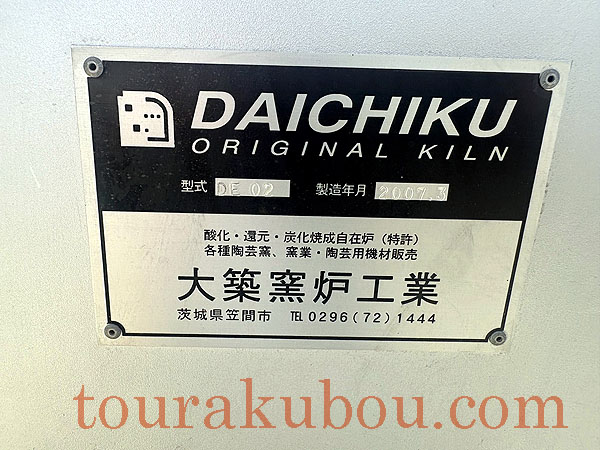 DAICHIKU
ORIGINAL KILN
型式 DE 02 製造年月 2007.3
酸化・還元・炭化焼成自在炉（特許）
各種陶芸窯、窯業・陶芸用機材販売
大築窯炉工業
茨城県笠間市 ℡ 0296(72)1444
tourakubou.com